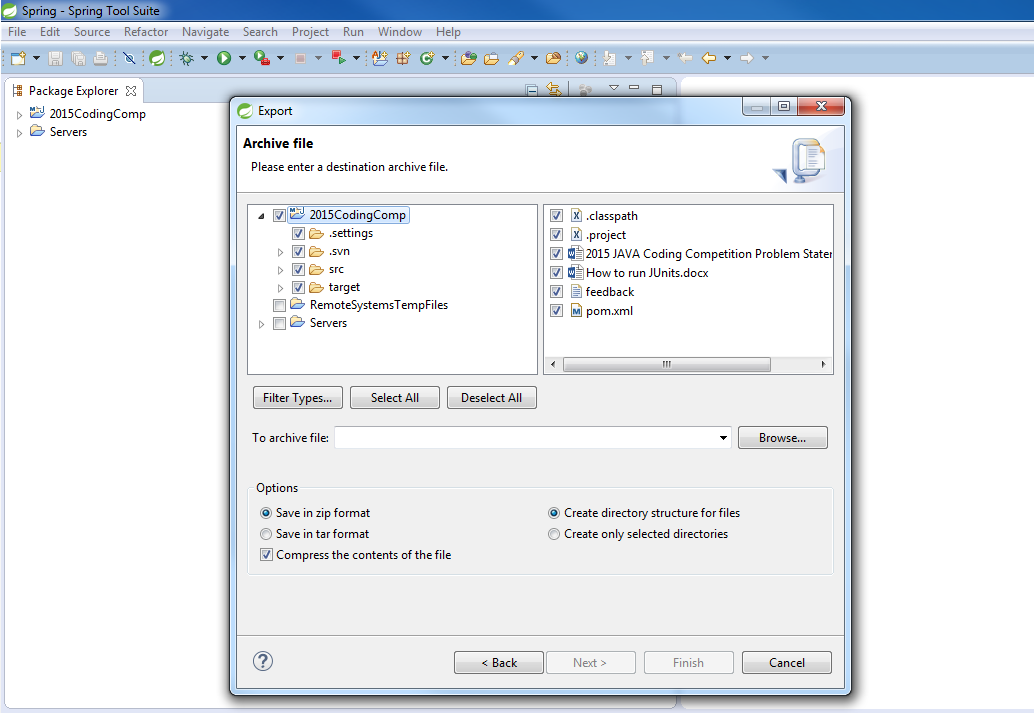 Spring - Spring Tool Suite
File Edit Source Refactor Navigate Search Project Run Window Help
Package Explorer
2015CodingComp
Servers
Export
Archive file
Please enter a destination archive file.
2015CodingComp
.settings
.svn
src
target
RemoteSystemsTempFiles
Servers
.classpath
.project
2015 JAVA Coding Competition Problem Stater
How to run JUnits.docx
feedback
pom.xml
Filter Types... Select All Deselect All
To archive file: Browse...
Options
Save in zip format Create directory structure for files
Save in tar format Create only selected directories
Compress the contents of the file
? < Back Next > Finish Cancel